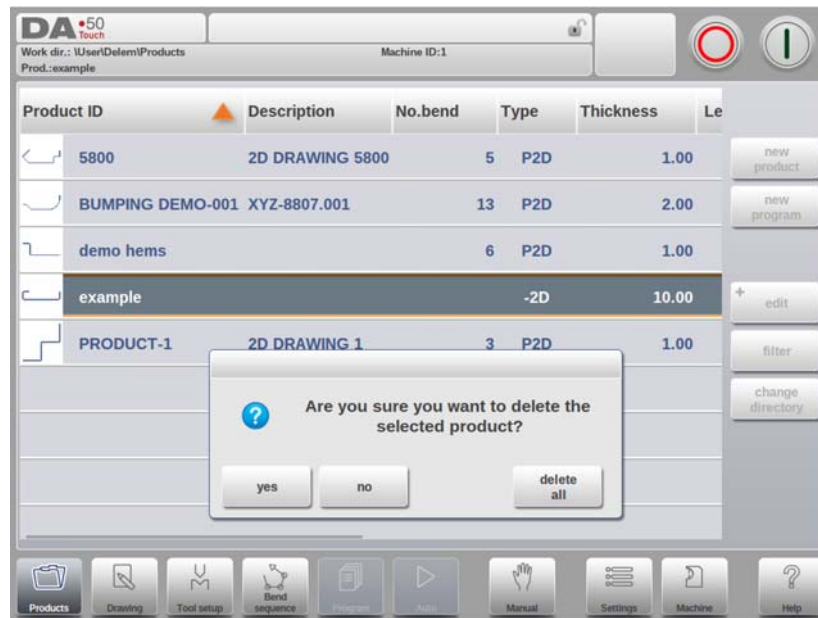 DA •50
Touch
Work dir.: \User\Delem\Products
Machine ID:1
Prod.:example
Product ID Description No.bend Type Thickness Le
5800 2D DRAWING 5800 5 P2D 1.00
BUMPING DEMO-001 XYZ-8807.001 13 P2D 2.00
demo hems 6 P2D 1.00
example -2D 10.00
PRODUCT-1 2D DRAWING 1 3 P2D 1.00
new
product
new
program
+ edit
filter
change
directory
?
Are you sure you want to delete the
selected product?
yes no delete
all
Products Drawing Tool setup Bend
sequence Program Auto Manual Settings Machine Help